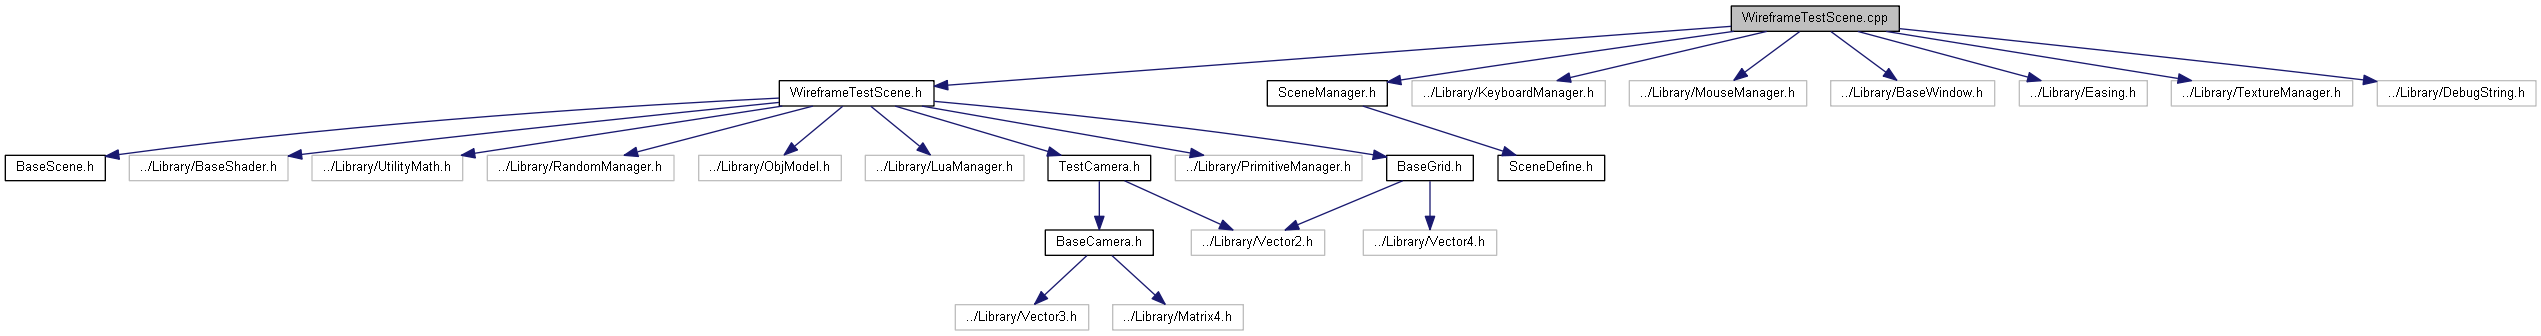 WireframeTestScene.cpp
WireframeTestScene.h
SceneManager.h
../Library/KeyboardManager.h
../Library/MouseManager.h
../Library/BaseWindow.h
../Library/Easing.h
../Library/TextureManager.h
../Library/DebugString.h
BaseScene.h
../Library/BaseShader.h
../Library/UtilityMath.h
../Library/RandomManager.h
../Library/ObjModel.h
../Library/LuaManager.h
TestCamera.h
../Library/PrimitiveManager.h
BaseGrid.h
SceneDefine.h
BaseCamera.h
../Library/Vector2.h
../Library/Vector4.h
../Library/Vector3.h
../Library/Matrix4.h